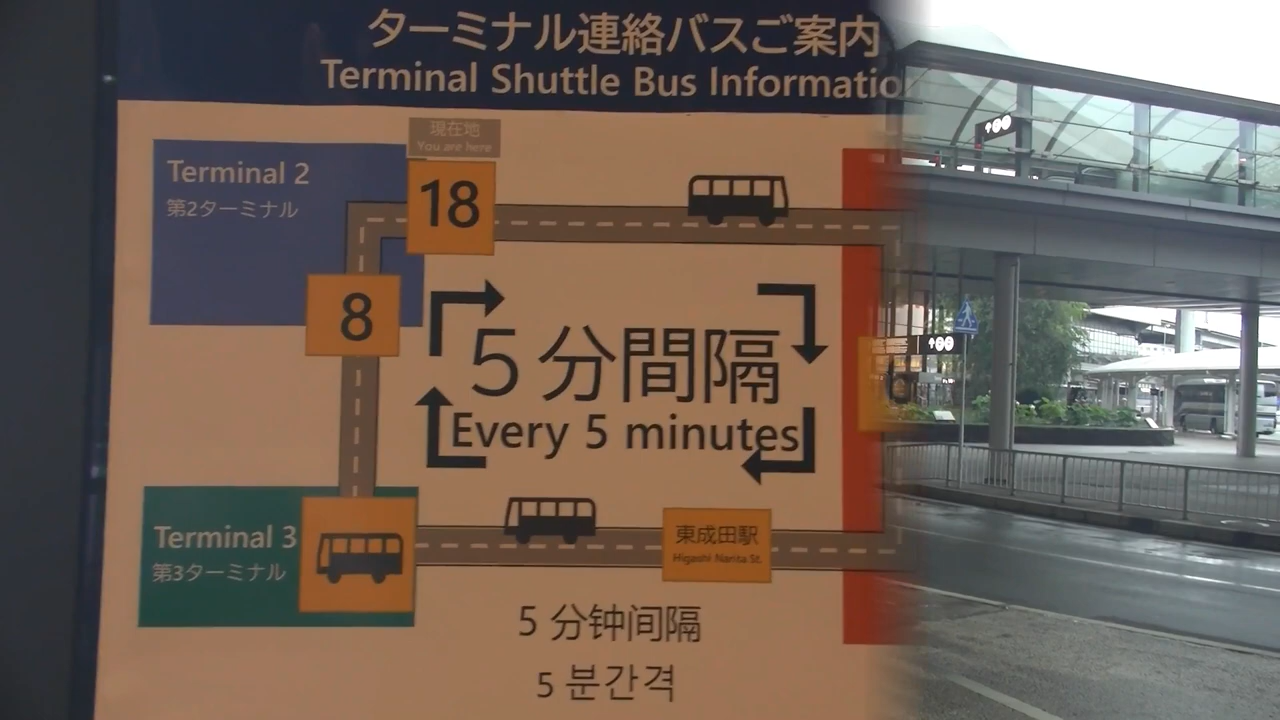 ターミナル連絡バスご案内
Terminal Shuttle Bus Informatio
現在地
You are here
Terminal 2
第2ターミナル
18
8
5分間隔
Every 5 minutes
6
Terminal 3
第3ターミナル
東成田駅
Higashi Narita St.
5 分钟间隔
5 분간격